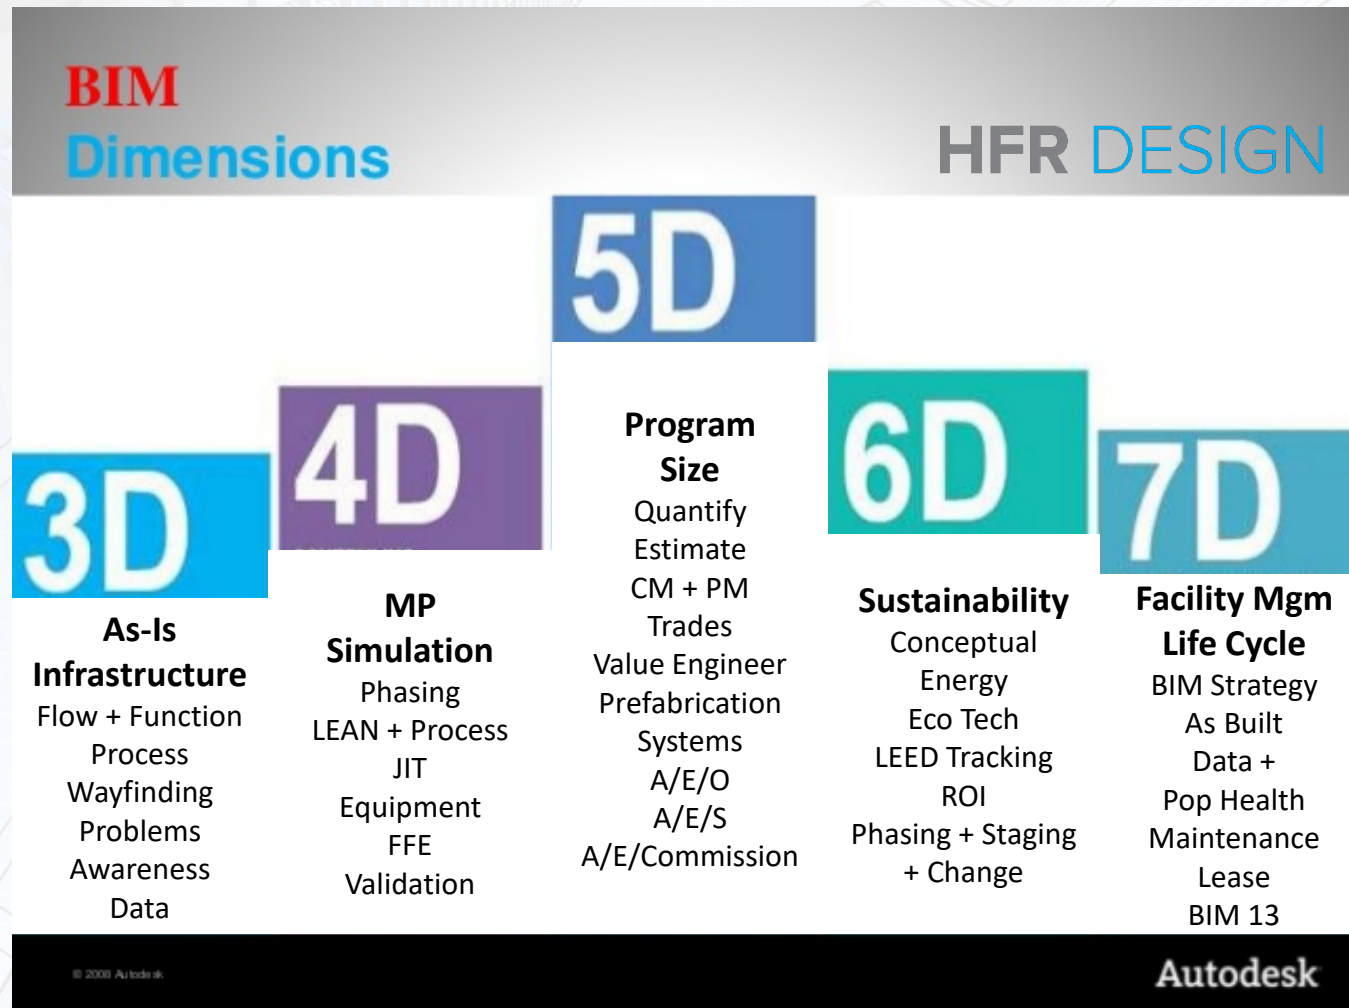 BIM
Dimensions
HFR DESIGN
3D
As-Is
Infrastructure
Flow + Function
Process
Wayfinding
Problems
Awareness
Data
4D
MP
Simulation
Phasing
LEAN + Process
JIT
Equipment
FFE
Validation
5D
Program
Size
Quantify
Estimate
CM + PM
Trades
Value Engineer
Prefabrication
Systems
A/E/O
A/E/S
A/E/Commission
6D
Sustainability
Conceptual
Energy
Eco Tech
LEED Tracking
ROI
Phasing + Staging
+ Change
7D
Facility Mgm
Life Cycle
BIM Strategy
As Built
Data +
Pop Health
Maintenance
Lease
BIM 13
© 2008 Autodesk
Autodesk